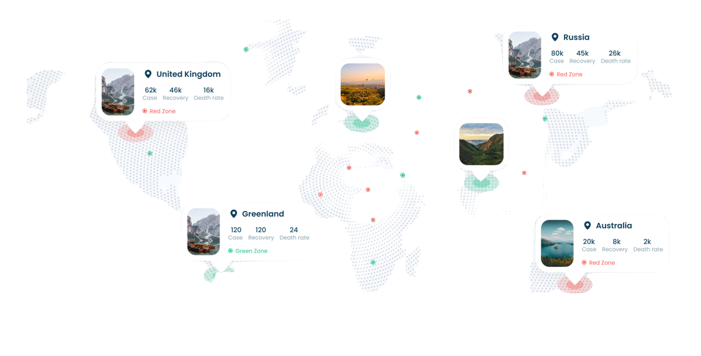 Russia
80k 45k 26k
Case Recovery Death rate
Red Zone
United Kingdom
62k 46k 16k
Case Recovery Death rate
Red Zone
Greenland
120 120 24
Case Recovery Death rate
Green Zone
Australia
20k 8k 2k
Case Recovery Death rate
Red Zone